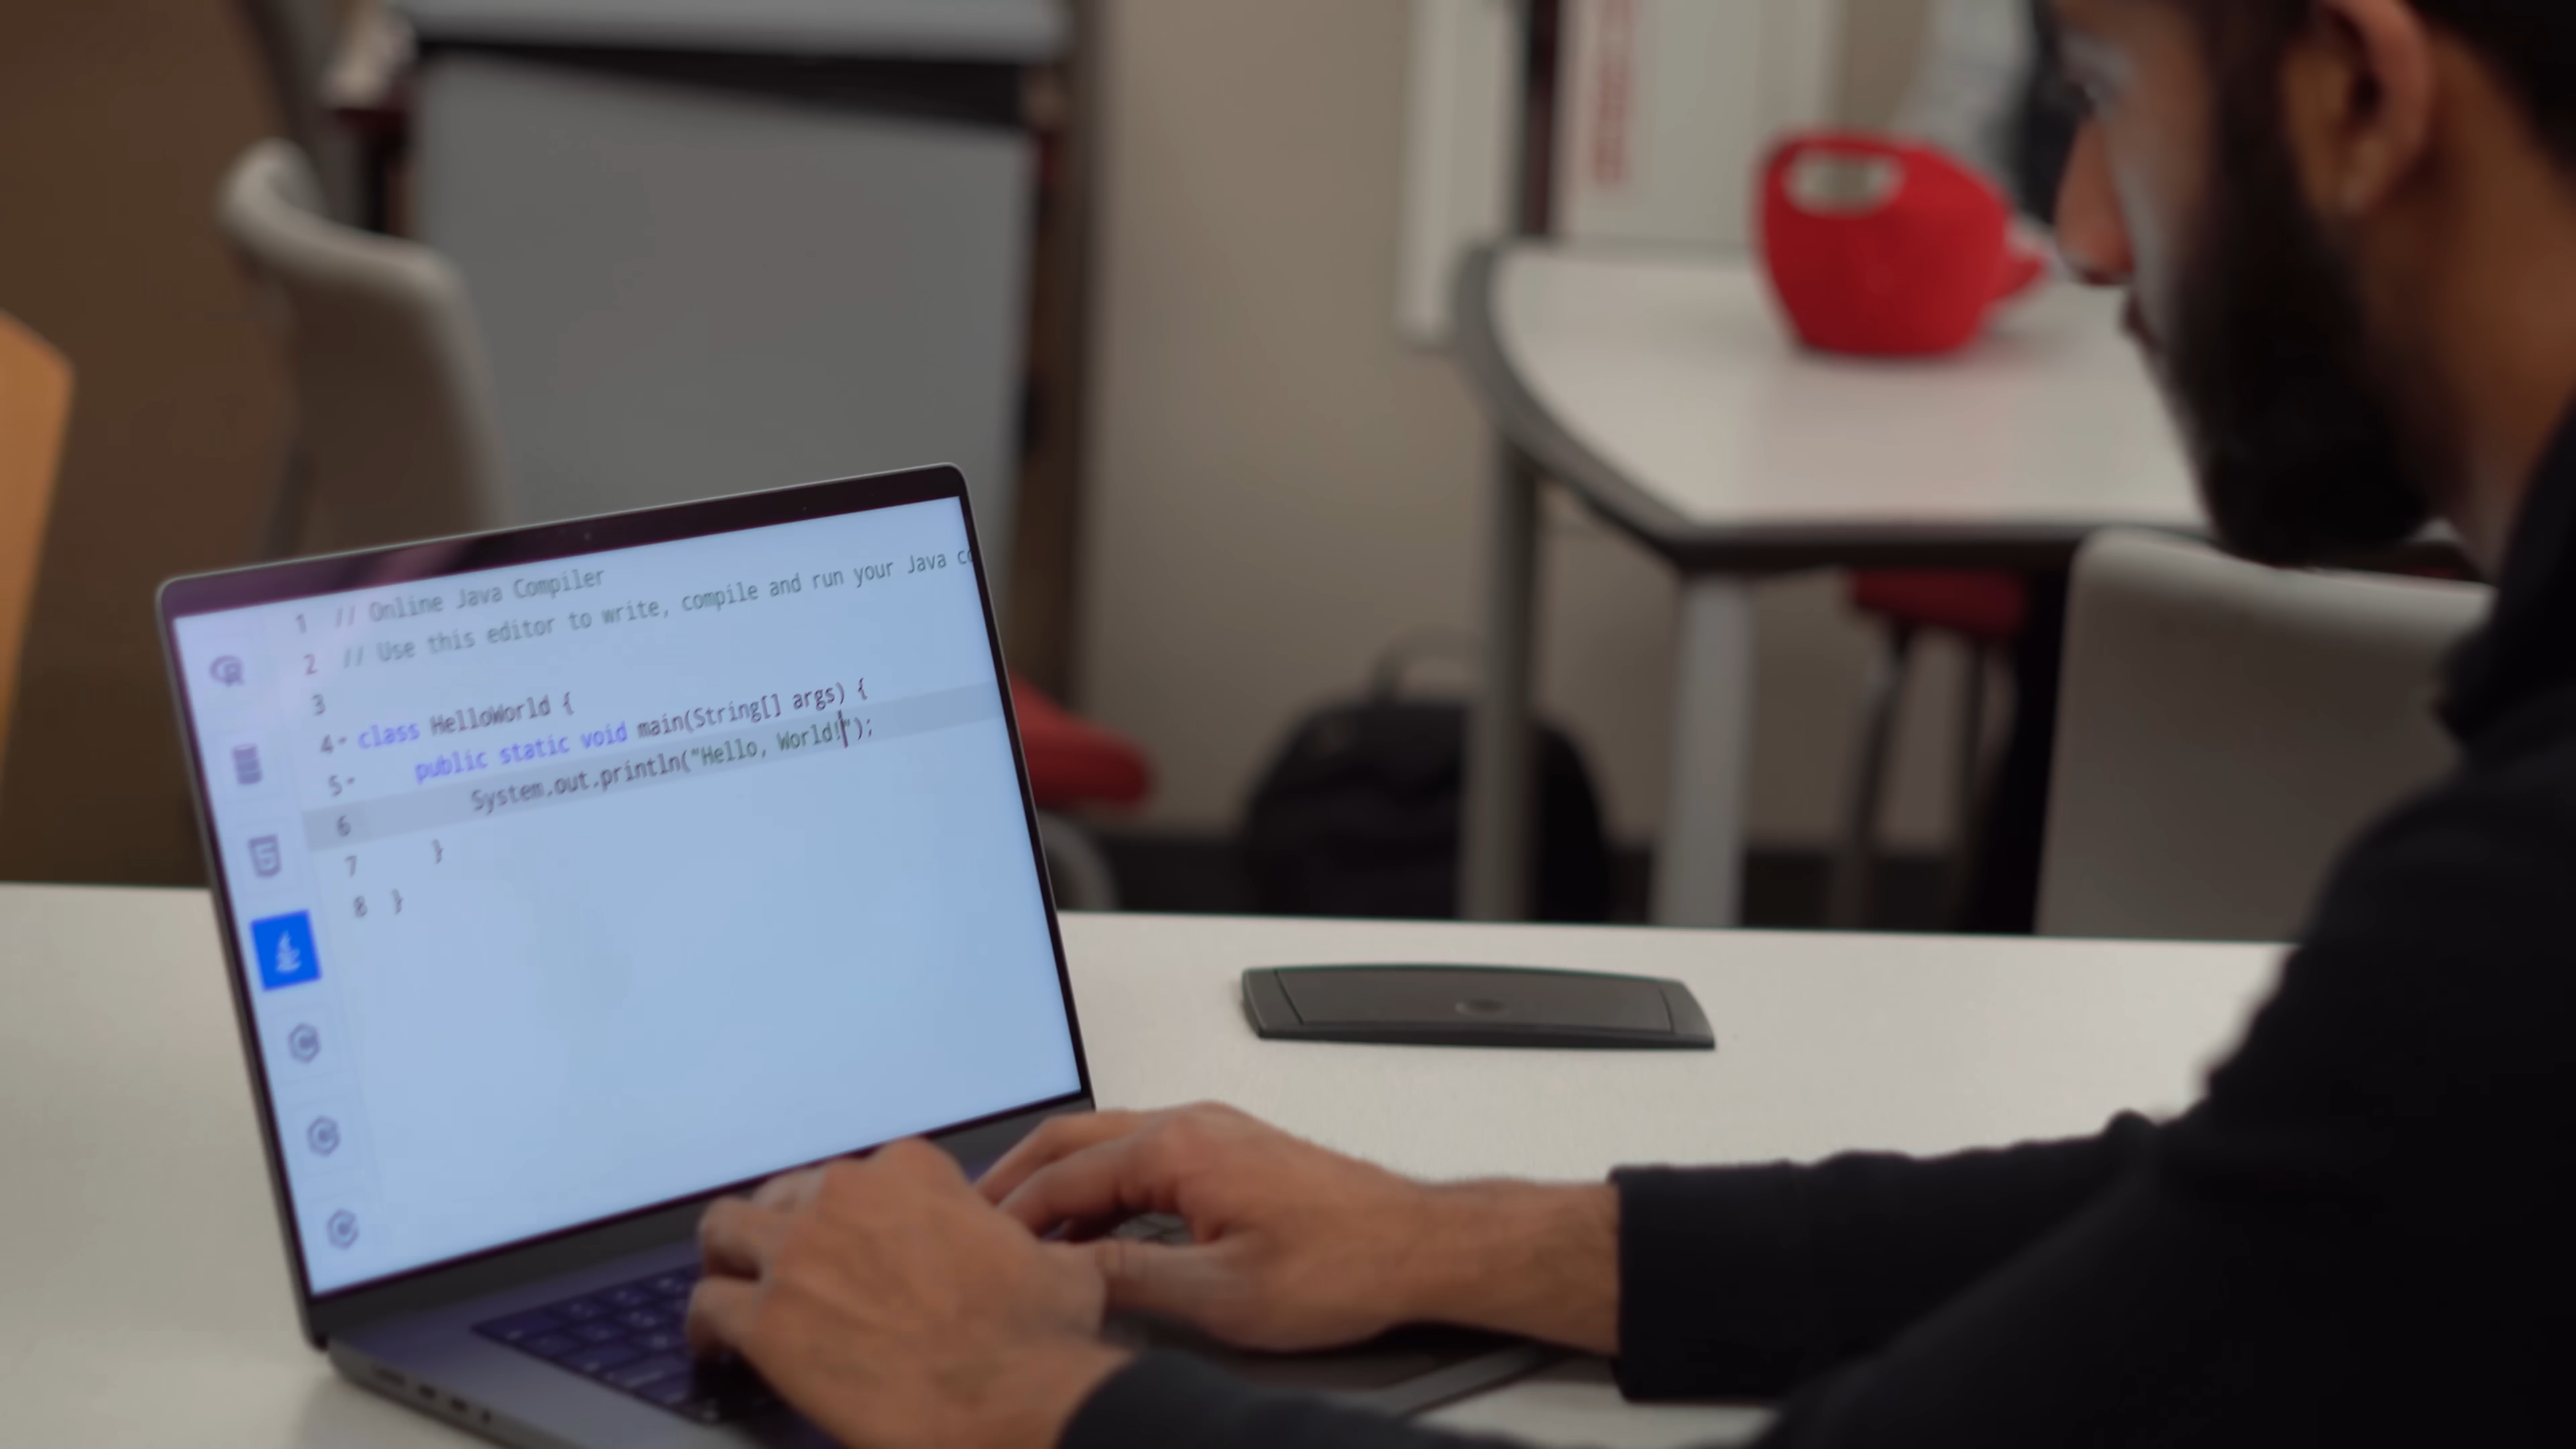 1 // Online Java Compiler
2 // Use this editor to write, compile and run your Java
3
4 class HelloWorld {
5 public static void main(String[] args) {
6 System.out.println("Hello, World!");
7 }
8 }